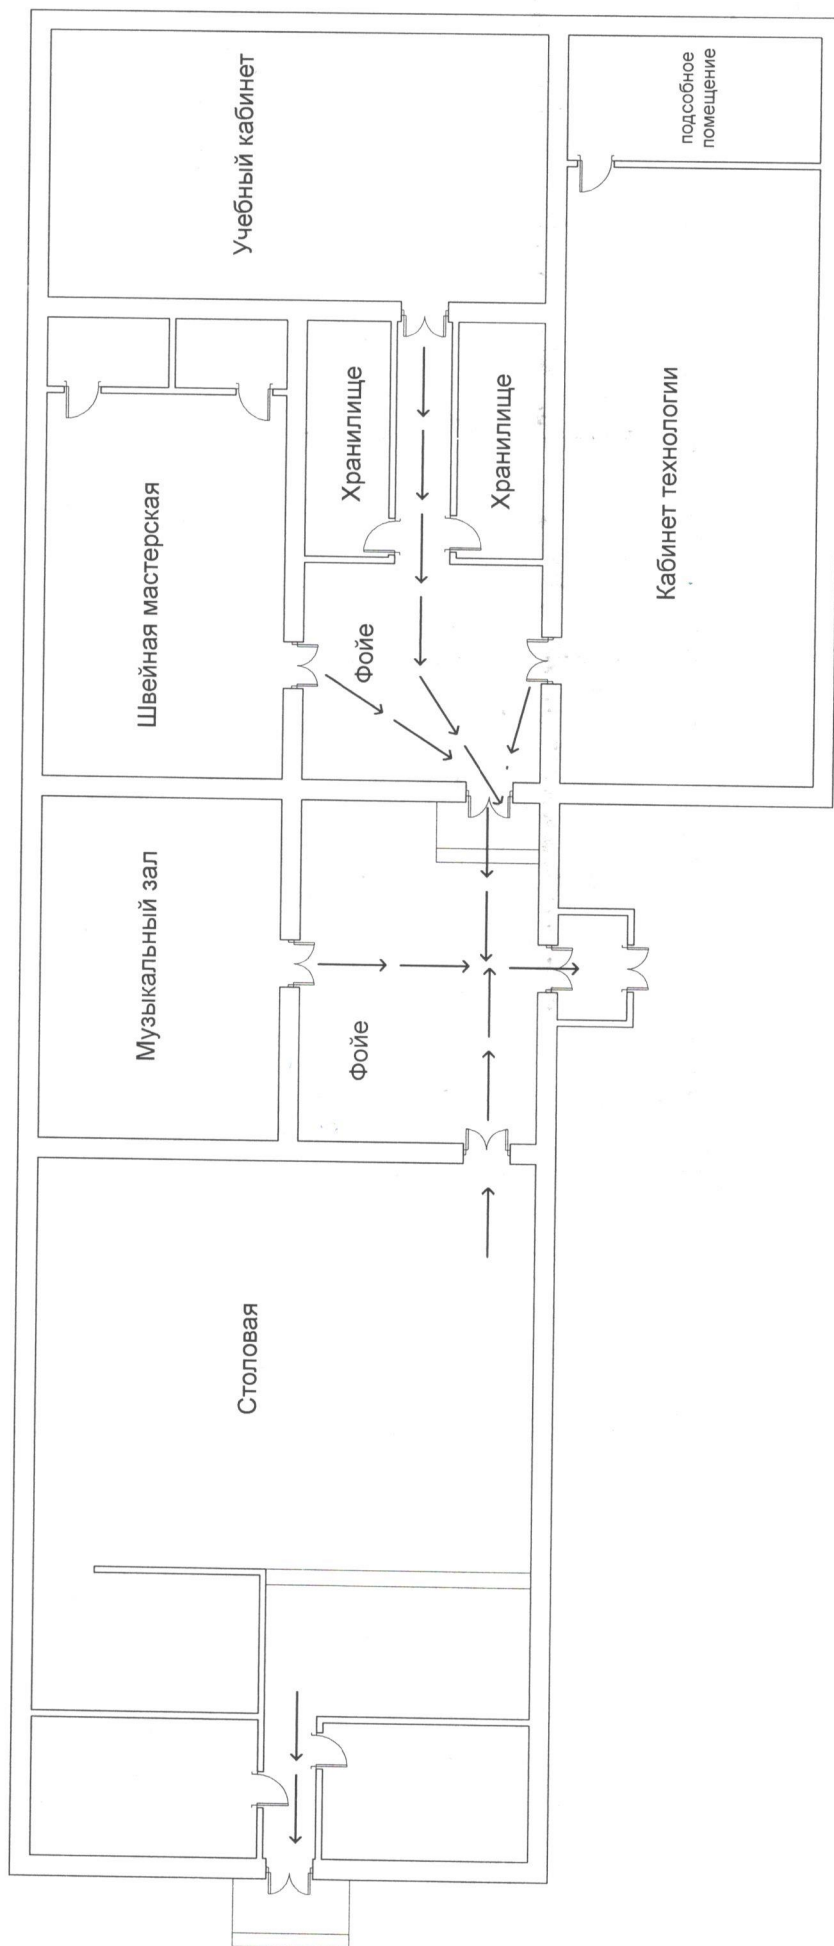 Столовая
Музыкальный зал
Швейная мастерская
Учебный кабинет
Фойе
Фойе
Хранилище
Хранилище
Кабинет технологии
подсобное
помещение